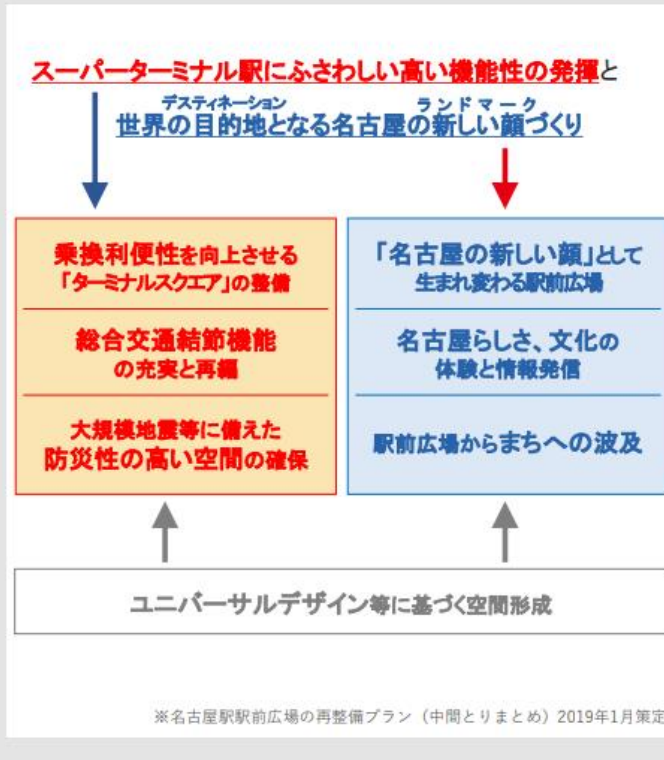 スーパーターミナル駅にふさわしい高い機能性の発揮と
デスティネーション ランドマーク
世界の目的地となる名古屋の新しい顔づくり
乗換利便性を向上させる
「ターミナルスクエア」の整備
総合交通結節機能
の充実と再編
大規模地震等に備えた
防災性の高い空間の確保
「名古屋の新しい顔」として
生まれ変わる駅前広場
名古屋らしさ、文化の
体験と情報発信
駅前広場からまちへの波及
ユニバーサルデザイン等に基づく空間形成
※名古屋駅駅前広場の再整備プラン（中間とりまとめ）2019年1月策定